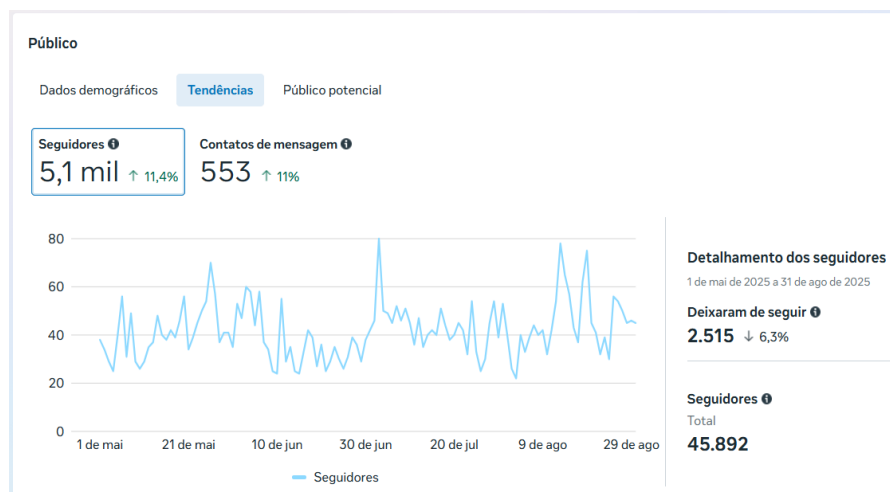 Público
Dados demográficos Tendências Público potencial
Seguidores
5,1 mil ↑ 11,4%
Contatos de mensagem
553 ↑ 11%
80
60
40
20
0
1 de mai 21 de mai 10 de jun 30 de jun 20 de jul 9 de ago 29 de ago
Seguidores
Detalhamento dos seguidores
1 de mai de 2025 a 31 de ago de 2025
Deixaram de seguir
2.515 ↓ 6,3%
Seguidores
Total
45.892